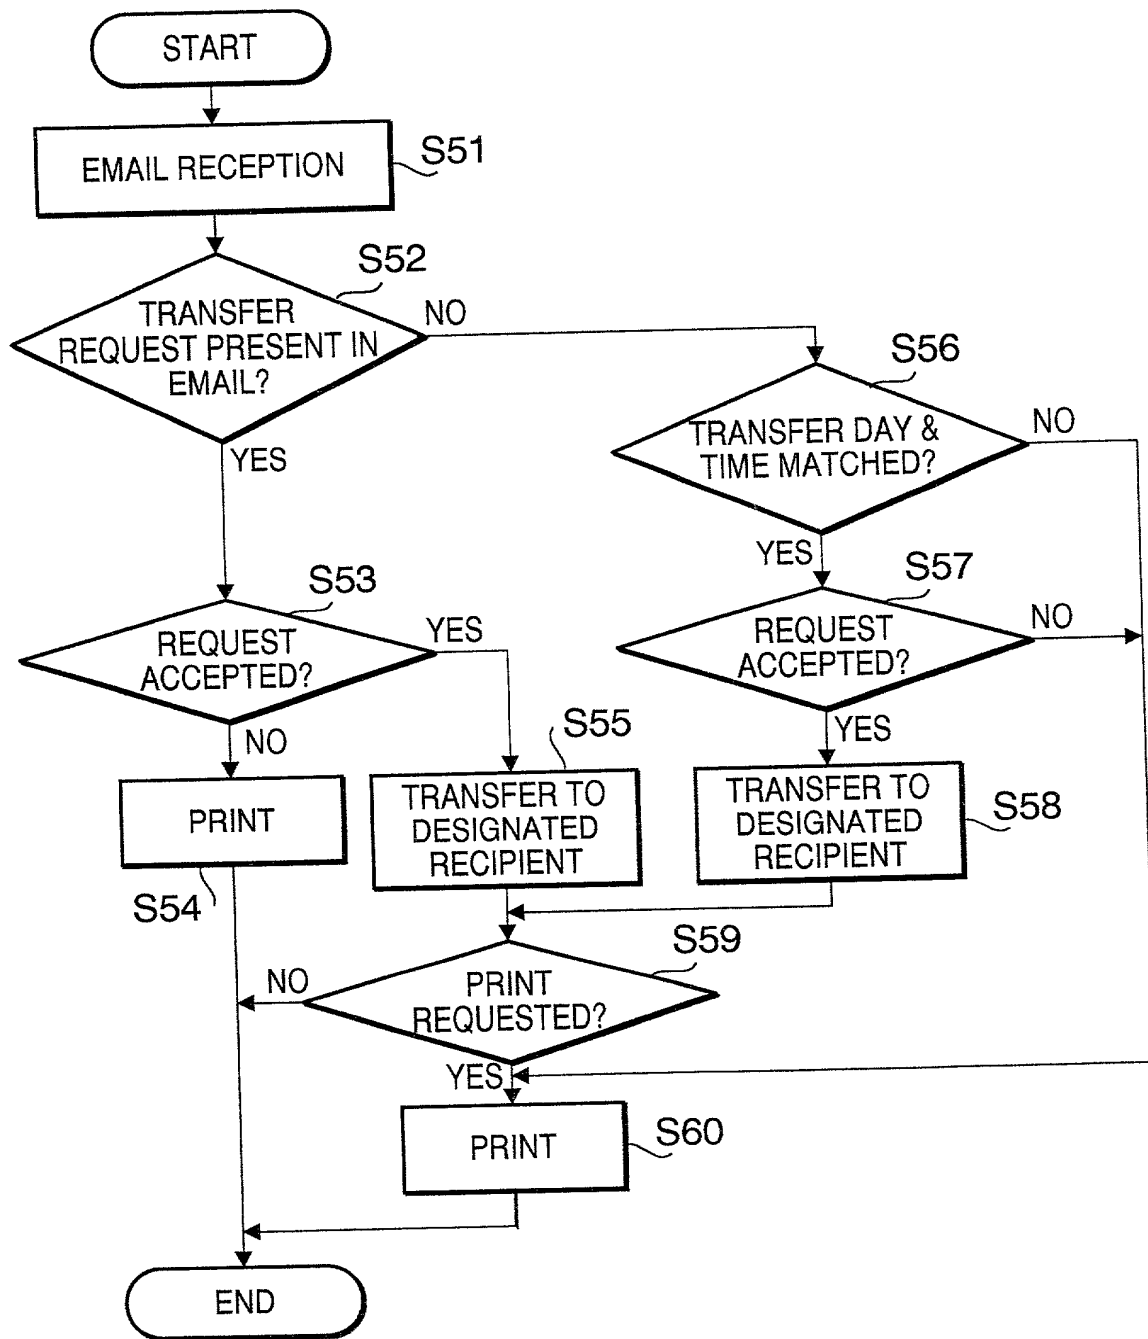 START
EMAIL RECEPTION
S51
S52
TRANSFER
REQUEST PRESENT IN
EMAIL?
NO
YES
S56
TRANSFER DAY &
TIME MATCHED?
NO
YES
S53
REQUEST
ACCEPTED?
YES
NO
S57
REQUEST
ACCEPTED?
NO
YES
PRINT
S54
S55
TRANSFER TO
DESIGNATED
RECIPIENT
TRANSFER TO
DESIGNATED
RECIPIENT
S58
S59
PRINT
REQUESTED?
NO
YES
PRINT
S60
END